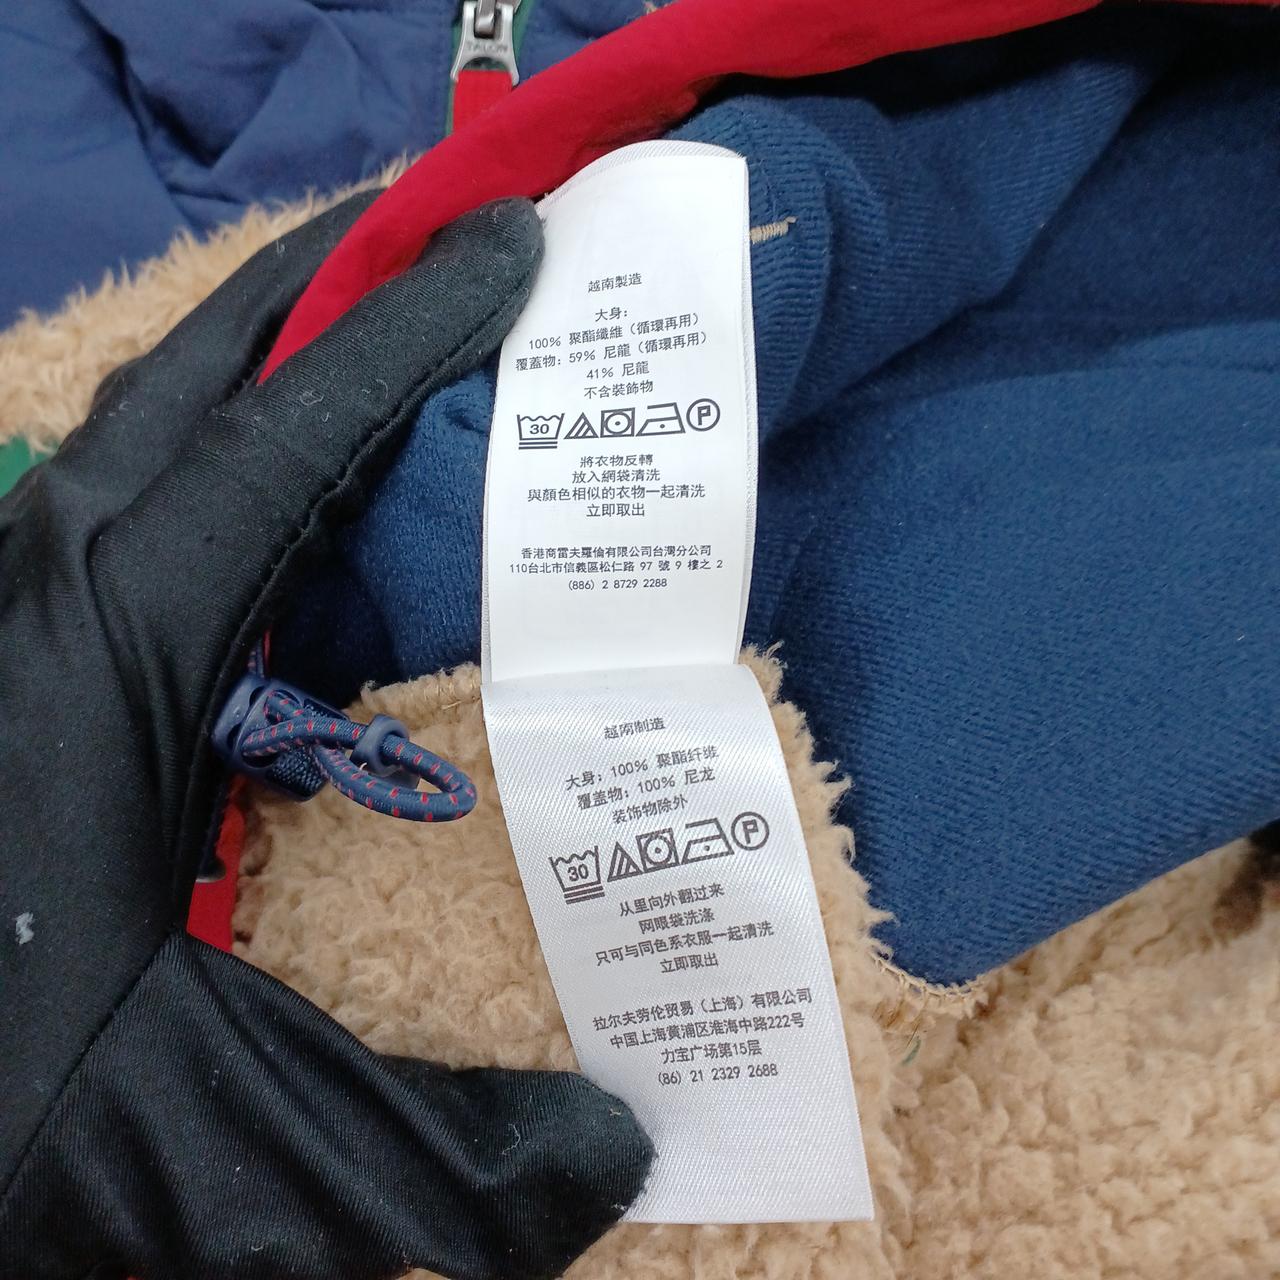 TALON
越南製造
大身:
100% 聚酯纖維 (循環再用)
覆蓋物: 59% 尼龍 (循環再用)
41% 尼龍
不含裝飾物
30 P
將衣物反轉
放入網袋清洗
與顏色相似的衣物一起清洗
立即取出
香港商雷夫羅倫有限公司台灣分公司
110台北市信義區松仁路 97 號 9 樓之 2
(886) 2 8729 2288
越南制造
大身: 100% 聚酯纤维
覆盖物: 100% 尼龙
装饰物除外
30 P
从里向外翻过来
网眼袋洗涤
只可与同色系衣服一起清洗
立即取出
拉尔夫劳伦贸易 (上海) 有限公司
中国上海黄浦区淮海中路222号
力宝广场第15层
(86) 21 2329 2688